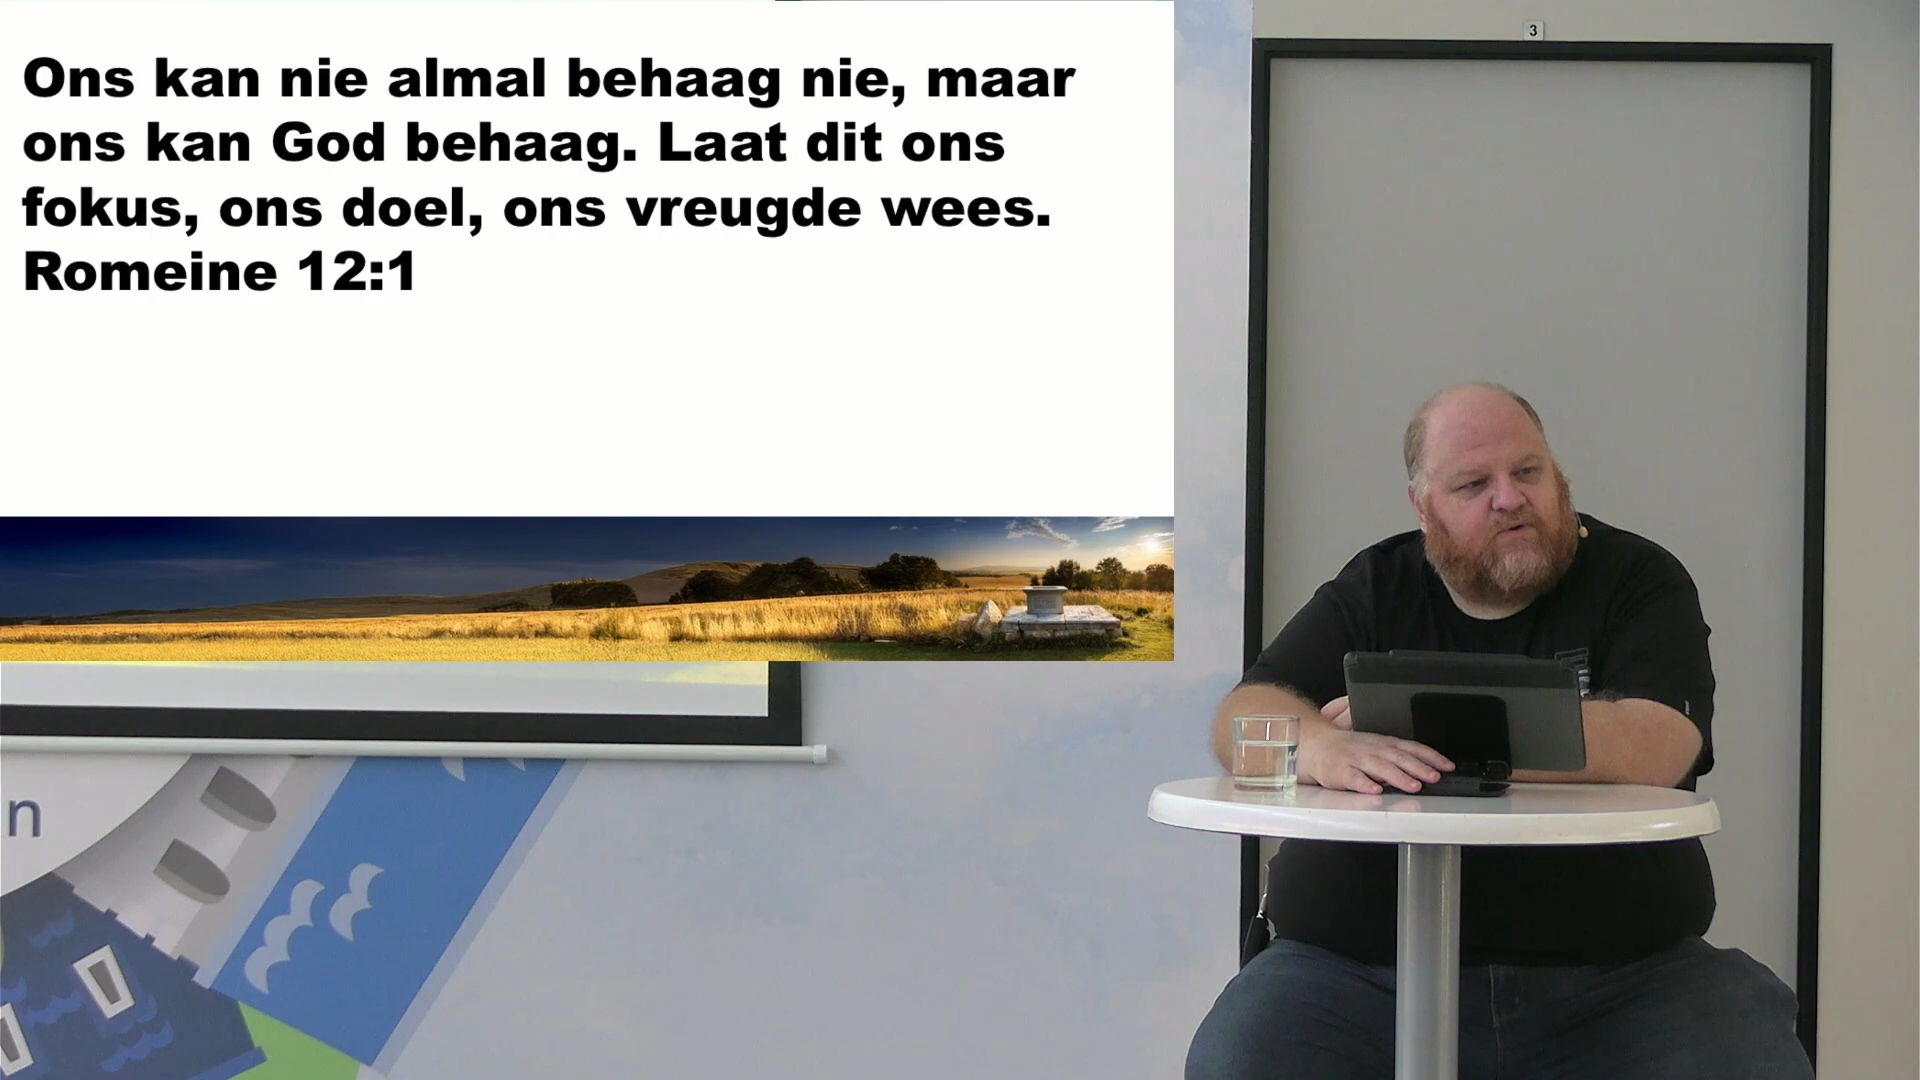 3
Ons kan nie almal behaag nie, maar
ons kan God behaag. Laat dit ons
fokus, ons doel, ons vreugde wees.
Romeine 12:1
n